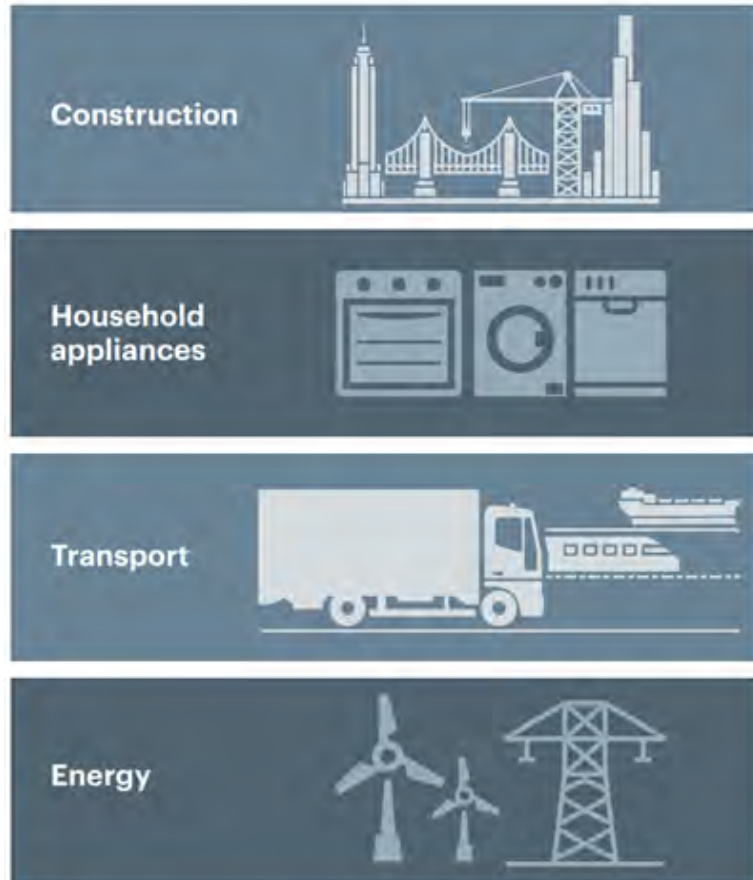 Construction
Household
appliances
Transport
Energy